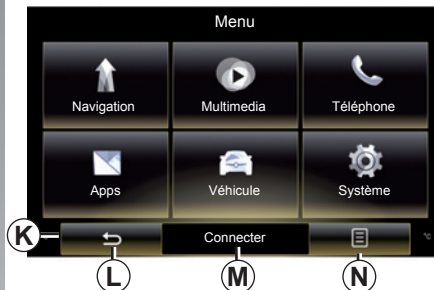 Menu
Navigation
Multimedia
Téléphone
Apps
Véhicule
Système
K
Connecter
°C
L
M
N